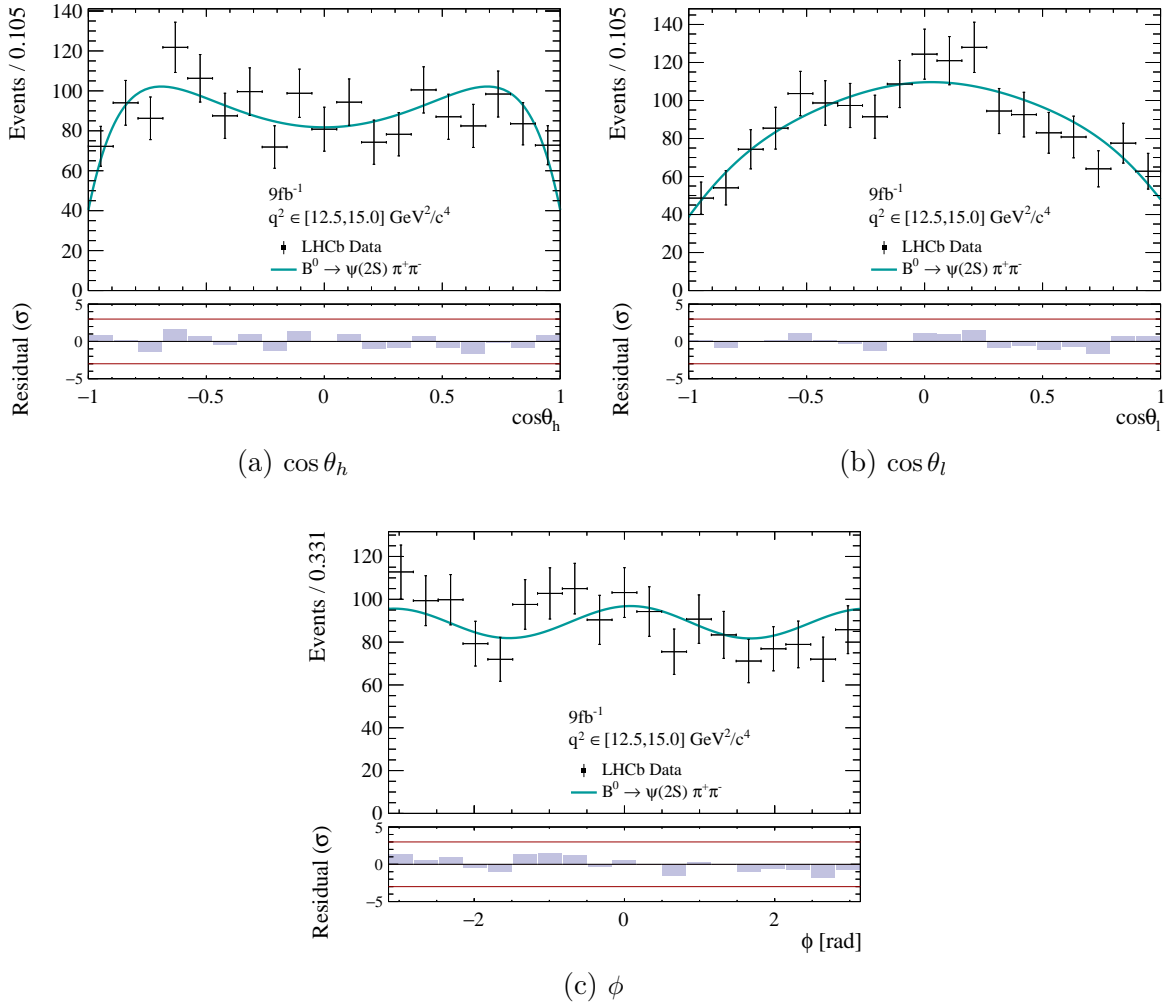 Events / 0.105
140
120
100
80
60
40
20
0
9fb⁻¹
q² ∈ [12.5,15.0] GeV²/c⁴
LHCb Data
B⁰ → ψ(2S) π⁺π⁻
Residual (σ)
5
0
−5
−1
−0.5
0
0.5
1
cosθ_h
(a) cos θ_h
Events / 0.105
140
120
100
80
60
40
20
0
9fb⁻¹
q² ∈ [12.5,15.0] GeV²/c⁴
LHCb Data
B⁰ → ψ(2S) π⁺π⁻
Residual (σ)
5
0
−5
−1
−0.5
0
0.5
1
cosθ_l
(b) cos θ_l
Events / 0.331
120
100
80
60
40
20
0
9fb⁻¹
q² ∈ [12.5,15.0] GeV²/c⁴
LHCb Data
B⁰ → ψ(2S) π⁺π⁻
Residual (σ)
5
0
−5
−2
0
2
ϕ [rad]
(c) ϕ